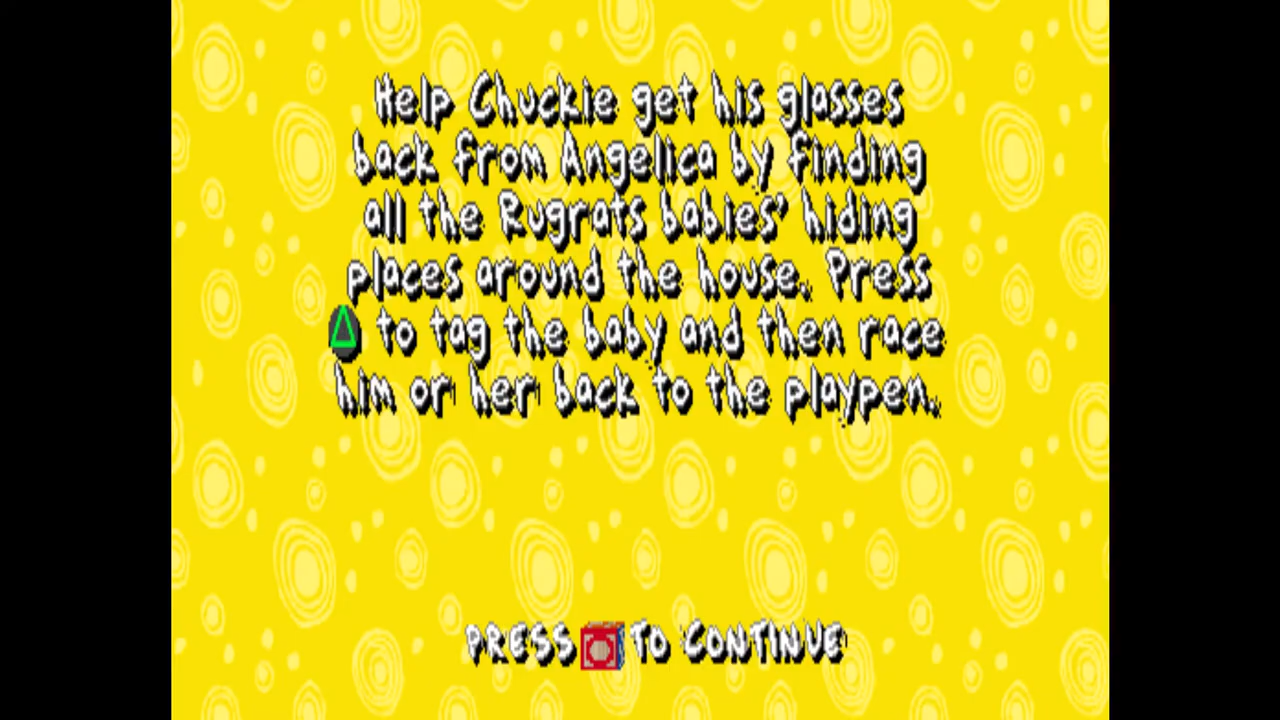 Help Chuckie get his glasses
back from Angelica by finding
all the Rugrats babies' hiding
places around the house. Press
△ to tag the baby and then race
him or her back to the playpen.
PRESS TO CONTINUE